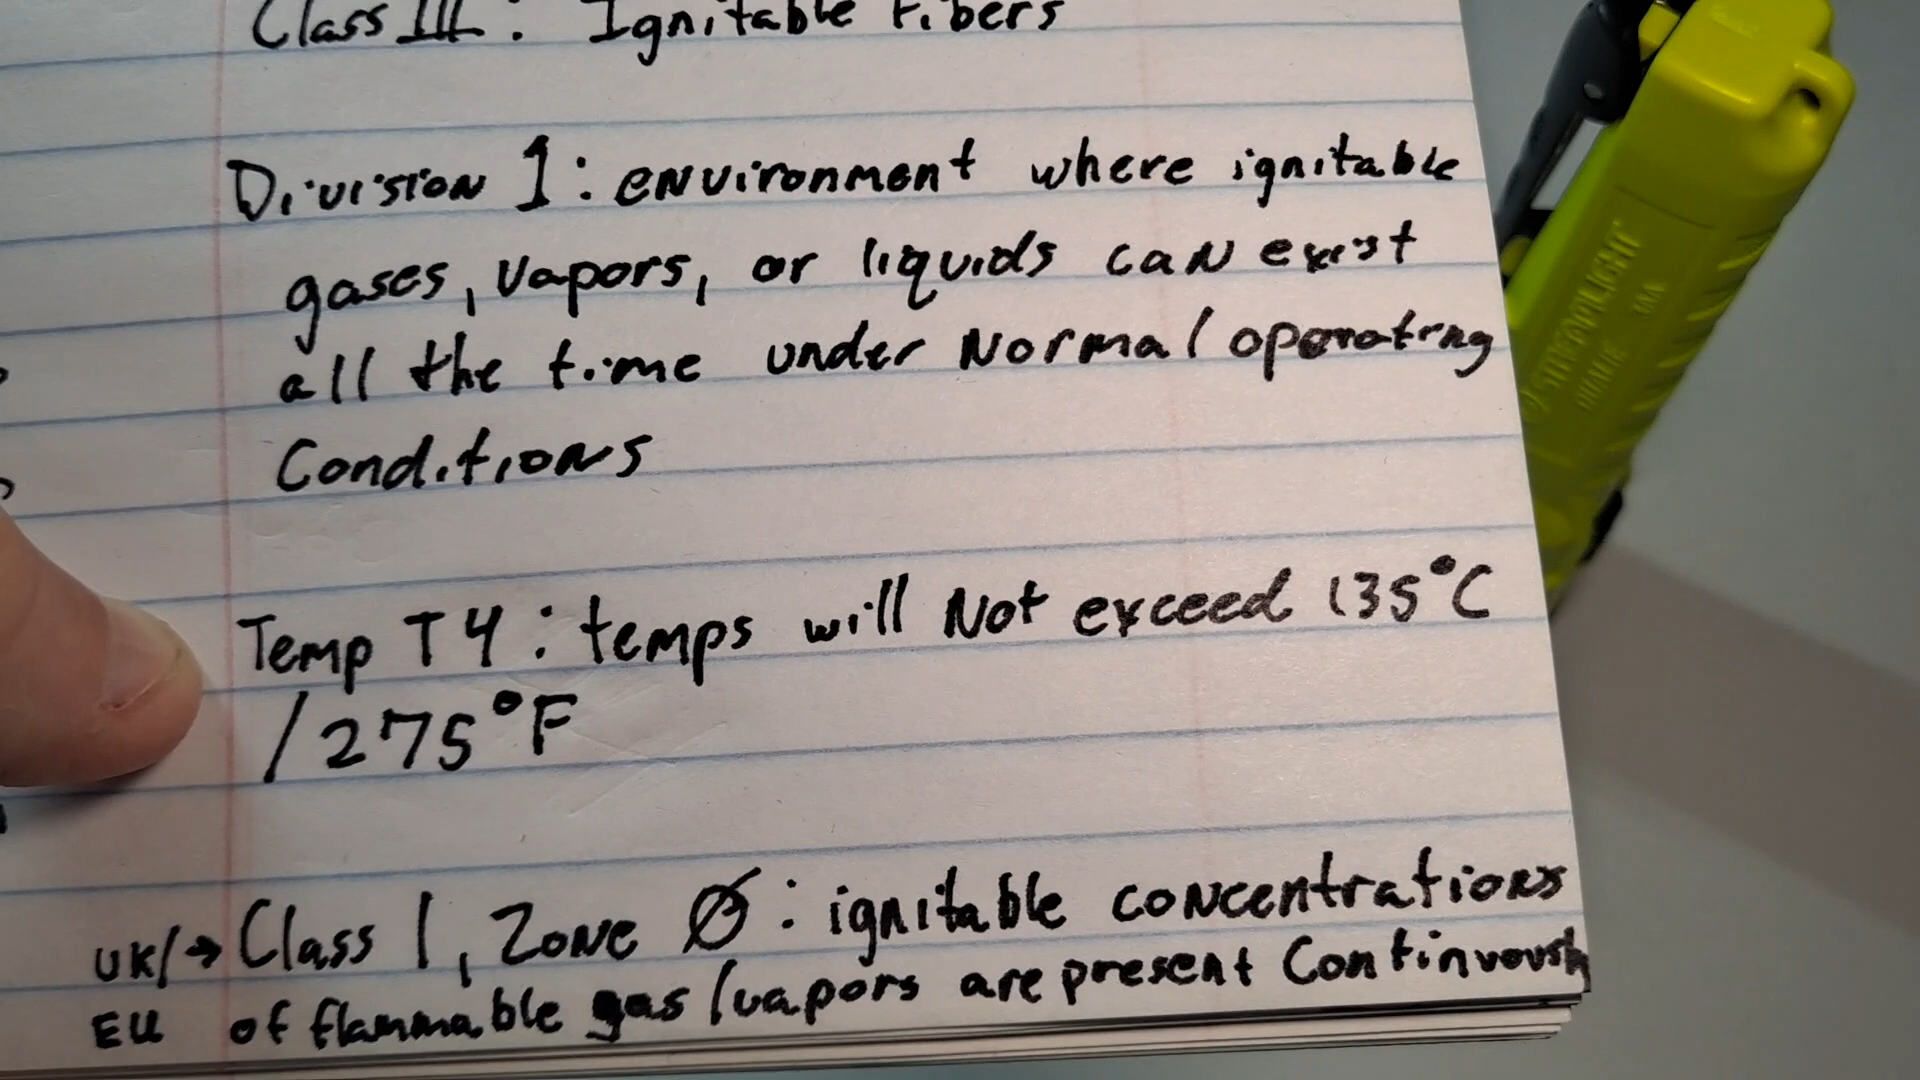 Class III: Ignitable Fibers
Division 1: environment where ignitable
gases, vapors, or liquids can exist
all the time under Normal operating
Conditions
Temp T4: temps will Not exceed 135°C
/275°F
UK/→ Class 1, Zone Ø: ignitable concentrations
EU of flammable gas/vapors are present Continuously
STREAMLIGHT